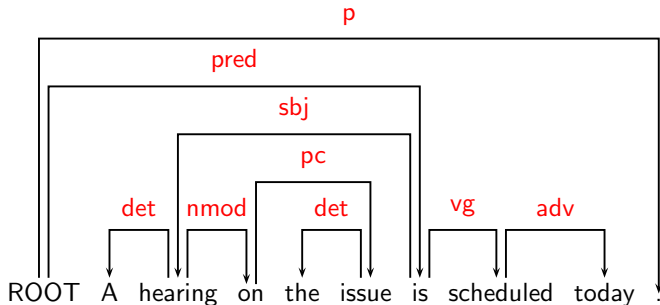 p
pred
sbj
pc
det nmod det vg adv
ROOT A hearing on the issue is scheduled today .